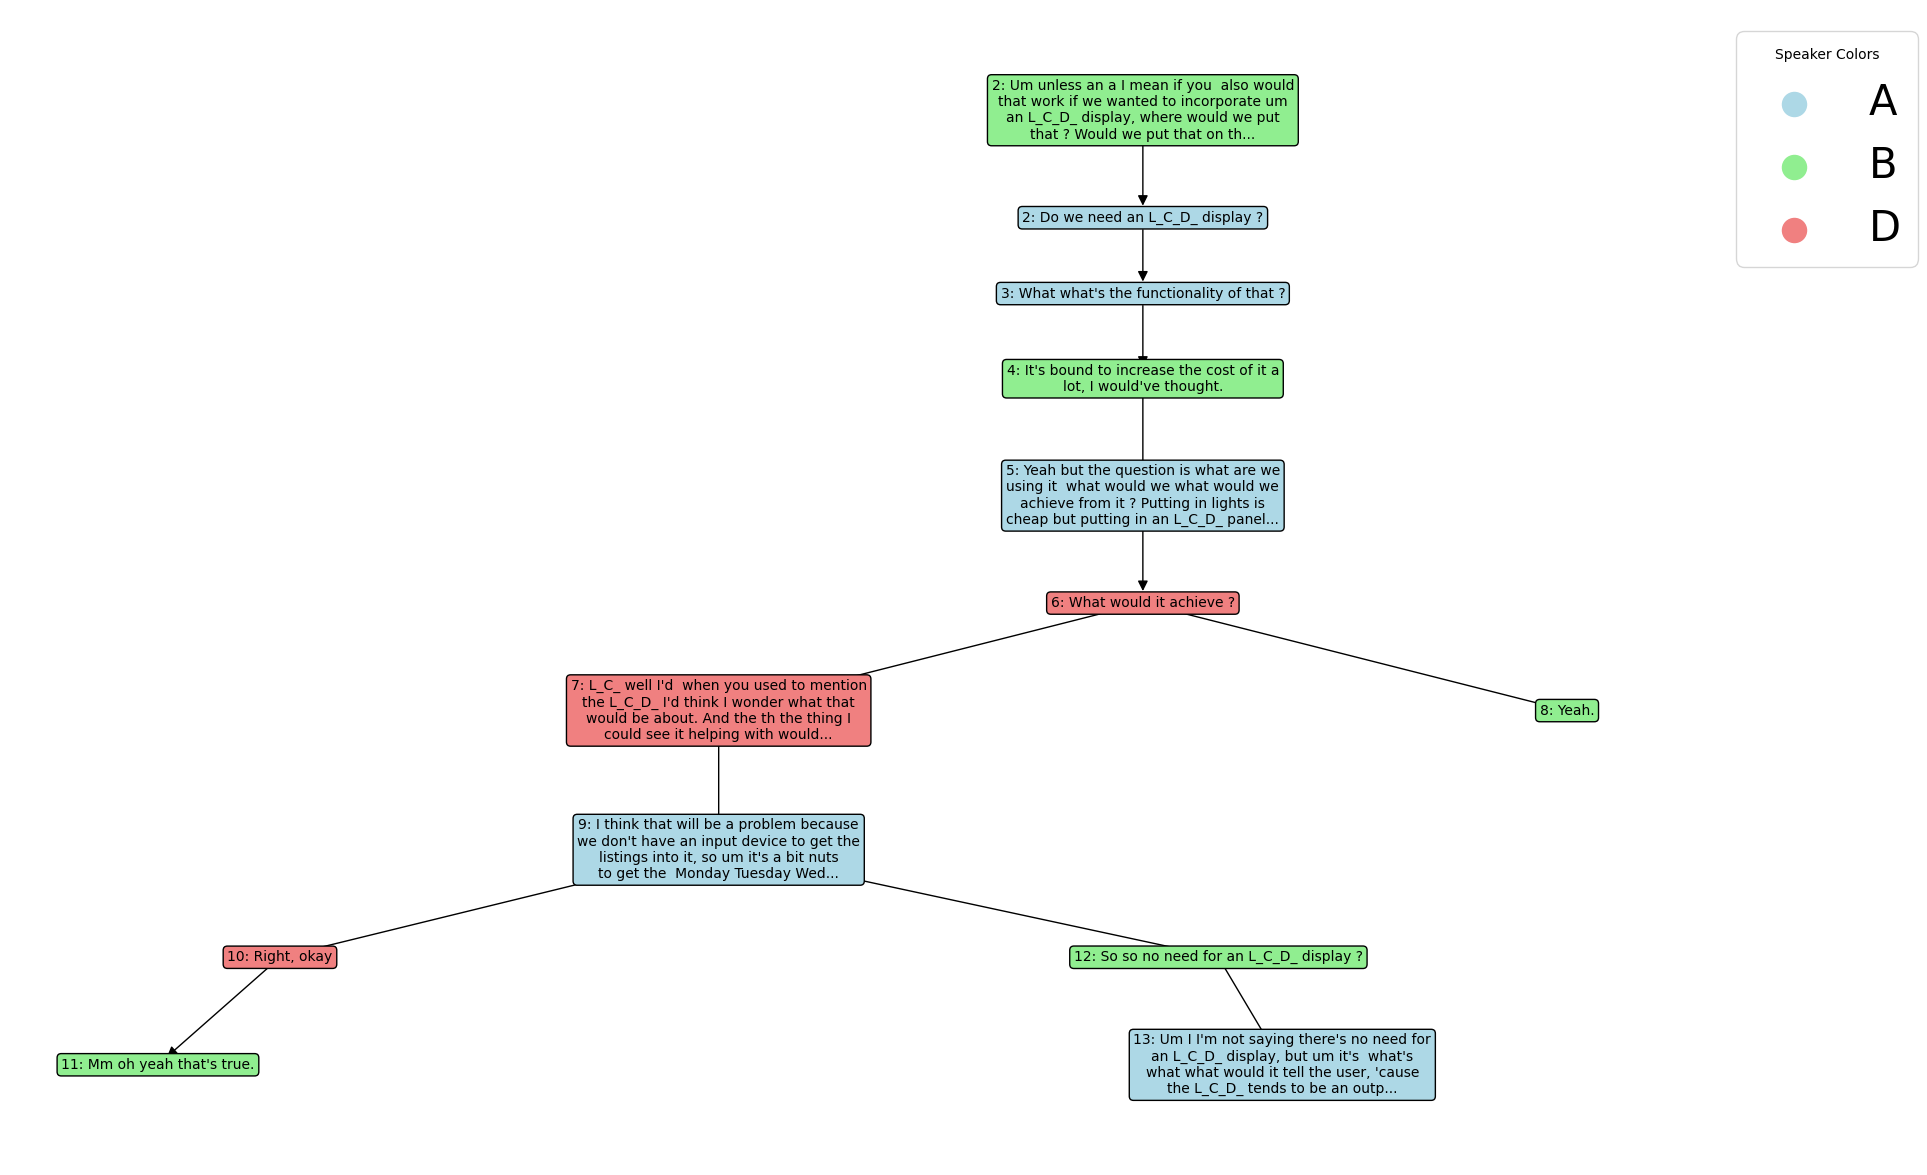 2: Um unless an a I mean if you  also would
that work if we wanted to incorporate um
an L_C_D_ display, where would we put
that ? Would we put that on th...
2: Do we need an L_C_D_ display ?
3: What what's the functionality of that ?
4: It's bound to increase the cost of it a
lot, I would've thought.
5: Yeah but the question is what are we
using it  what would we what would we
achieve from it ? Putting in lights is
cheap but putting in an L_C_D_ panel...
6: What would it achieve ?
7: L_C_ well I'd  when you used to mention
the L_C_D_ I'd think I wonder what that
would be about. And the th the thing I
could see it helping with would...
8: Yeah.
9: I think that will be a problem because
we don't have an input device to get the
listings into it, so um it's a bit nuts
to get the  Monday Tuesday Wed...
10: Right, okay
12: So so no need for an L_C_D_ display ?
11: Mm oh yeah that's true.
13: Um I I'm not saying there's no need for
an L_C_D_ display, but um it's  what's
what what would it tell the user, 'cause
the L_C_D_ tends to be an outp...
Speaker Colors
A
B
D